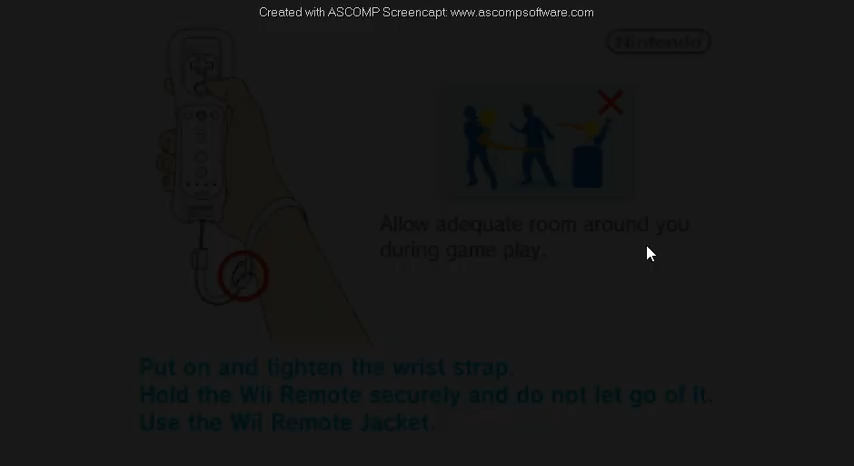 Created with ASCOMP Screencapt: www.ascompsoftware.com
Nintendo
Allow adequate room around you
during game play.
Put on and tighten the wrist strap.
Hold the Wii Remote securely and do not let go of it.
Use the Wii Remote Jacket.